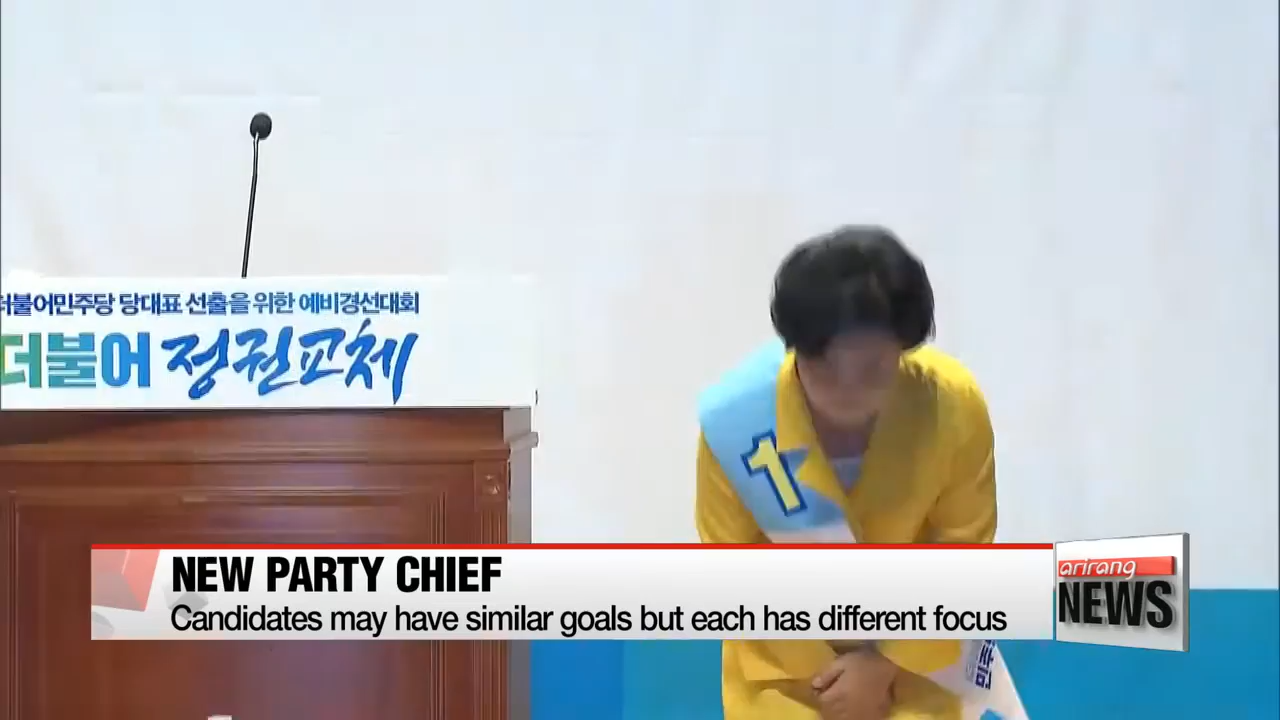 더불어민주당 당대표 선출을 위한 예비경선대회
더불어 정권교체
1
NEW PARTY CHIEF
Candidates may have similar goals but each has different focus
arirang
NEWS